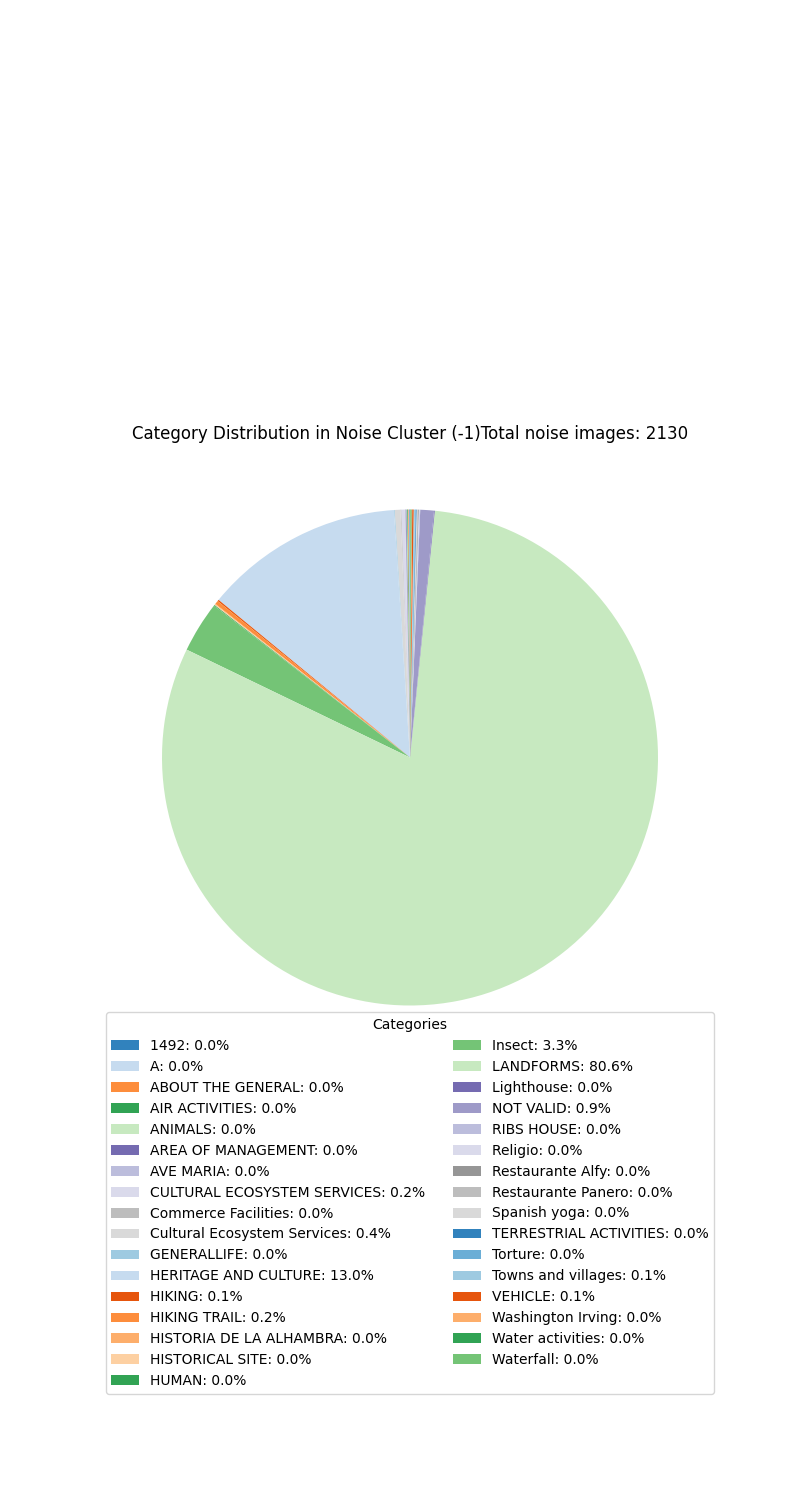 Category Distribution in Noise Cluster (-1)Total noise images: 2130
Categories
1492: 0.0%
A: 0.0%
ABOUT THE GENERAL: 0.0%
AIR ACTIVITIES: 0.0%
ANIMALS: 0.0%
AREA OF MANAGEMENT: 0.0%
AVE MARIA: 0.0%
CULTURAL ECOSYSTEM SERVICES: 0.2%
Commerce Facilities: 0.0%
Cultural Ecosystem Services: 0.4%
GENERALLIFE: 0.0%
HERITAGE AND CULTURE: 13.0%
HIKING: 0.1%
HIKING TRAIL: 0.2%
HISTORIA DE LA ALHAMBRA: 0.0%
HISTORICAL SITE: 0.0%
HUMAN: 0.0%
Insect: 3.3%
LANDFORMS: 80.6%
Lighthouse: 0.0%
NOT VALID: 0.9%
RIBS HOUSE: 0.0%
Religio: 0.0%
Restaurante Alfy: 0.0%
Restaurante Panero: 0.0%
Spanish yoga: 0.0%
TERRESTRIAL ACTIVITIES: 0.0%
Torture: 0.0%
Towns and villages: 0.1%
VEHICLE: 0.1%
Washington Irving: 0.0%
Water activities: 0.0%
Waterfall: 0.0%